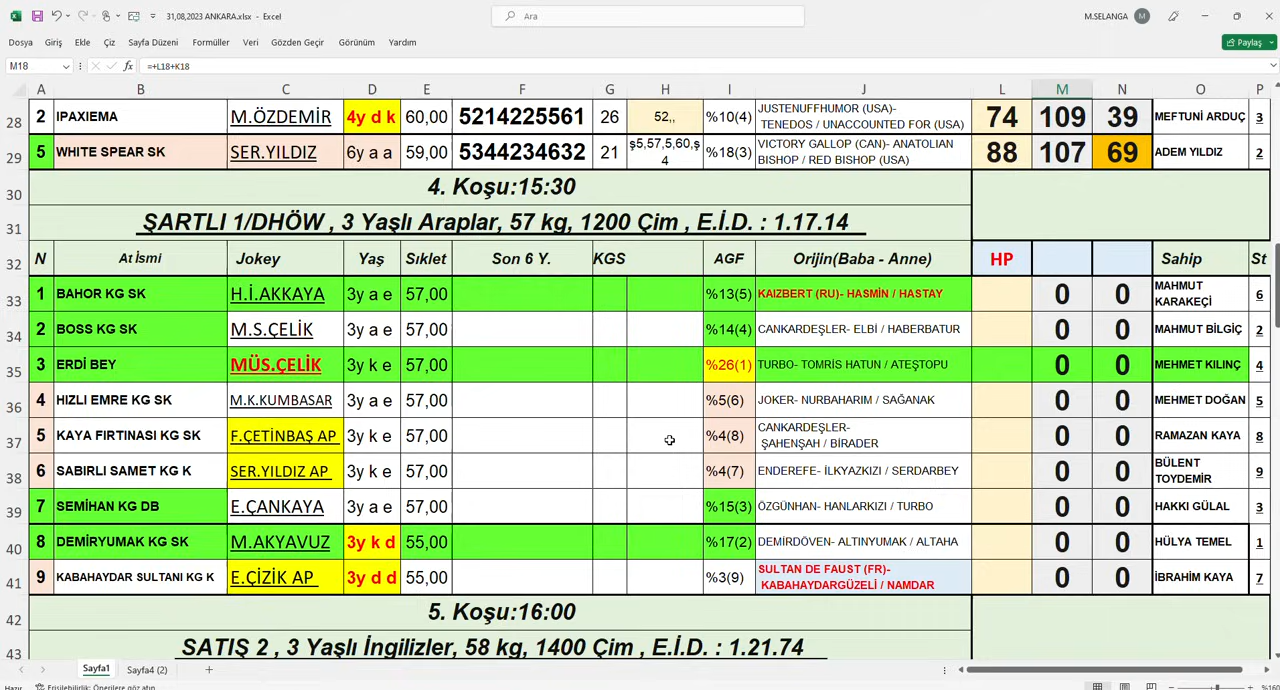 31,08,2023 ANKARA.xlsx - Excel
Ara
M.SELANGA M
Dosya Giriş Ekle Çiz Sayfa Düzeni Formüller Veri Gözden Geçir Görünüm Yardım
Paylaş
M18 fx =+L18+K18
A B C D E F G H I J L M N O P
28 2 IPAXIEMA M.ÖZDEMİR 4y d k 60,00 5214225561 26 52,, %10(4) JUSTENUFFHUMOR (USA)- TENEDOS / UNACCOUNTED FOR (USA) 74 109 39 MEFTUNİ ARDUÇ 3
29 5 WHITE SPEAR SK SER.YILDIZ 6y a a 59,00 5344234632 21 ş5,57,5,60,ş4 %18(3) VICTORY GALLOP (CAN)- ANATOLIAN BISHOP / RED BISHOP (USA) 88 107 69 ADEM YILDIZ 2
30 4. Koşu:15:30
31 ŞARTLI 1/DHÖW , 3 Yaşlı Araplar, 57 kg, 1200 Çim , E.İ.D. : 1.17.14
32 N At İsmi Jokey Yaş Sıklet Son 6 Y. KGS AGF Orijin(Baba - Anne) HP Sahip St
33 1 BAHOR KG SK H.İ.AKKAYA 3y a e 57,00 %13(5) KAIZBERT (RU)- HASMİN / HASTAY 0 0 MAHMUT KARAKEÇİ 6
34 2 BOSS KG SK M.S.ÇELİK 3y a e 57,00 %14(4) CANKARDEŞLER- ELBİ / HABERBATUR 0 0 MAHMUT BİLGİÇ 2
35 3 ERDİ BEY MÜS.ÇELİK 3y k e 57,00 %26(1) TURBO- TOMRİS HATUN / ATEŞTOPU 0 0 MEHMET KILINÇ 4
36 4 HIZLI EMRE KG SK M.K.KUMBASAR 3y a e 57,00 %5(6) JOKER- NURBAHARIM / SAĞANAK 0 0 MEHMET DOĞAN 5
37 5 KAYA FIRTINASI KG SK F.ÇETİNBAŞ AP 3y k e 57,00 %4(8) CANKARDEŞLER- ŞAHENŞAH / BİRADER 0 0 RAMAZAN KAYA 8
38 6 SABIRLI SAMET KG K SER.YILDIZ AP 3y k e 57,00 %4(7) ENDEREFE- İLKYAZKIZI / SERDARBEY 0 0 BÜLENT TOYDEMİR 9
39 7 SEMİHAN KG DB E.ÇANKAYA 3y a e 57,00 %15(3) ÖZGÜNHAN- HANLARKIZI / TURBO 0 0 HAKKI GÜLAL 3
40 8 DEMİRYUMAK KG SK M.AKYAVUZ 3y k d 55,00 %17(2) DEMİRDÖVEN- ALTINYUMAK / ALTAHA 0 0 HÜLYA TEMEL 1
41 9 KABAHAYDAR SULTANI KG K E.ÇİZİK AP 3y d d 55,00 %3(9) SULTAN DE FAUST (FR)- KABAHAYDARGÜZELİ / NAMDAR 0 0 İBRAHİM KAYA 7
42 5. Koşu:16:00
43 SATIŞ 2 , 3 Yaşlı İngilizler, 58 kg, 1400 Çim , E.İ.D. : 1.21.74
Sayfa1 Sayfa4 (2)
Hazır Erişilebilirlik: Önerilere göz atın %160